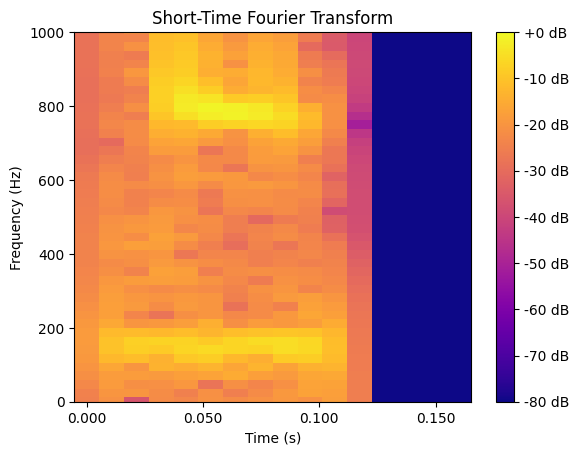 Short-Time Fourier Transform
Frequency (Hz)
1000
800
600
400
200
0
0.000
0.050
0.100
0.150
Time (s)
+0 dB
-10 dB
-20 dB
-30 dB
-40 dB
-50 dB
-60 dB
-70 dB
-80 dB